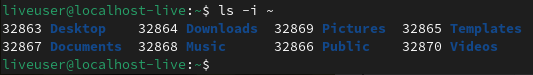 liveuser@localhost-live:~$ ls -i ~
32863 Desktop 32864 Downloads 32869 Pictures 32865 Templates
32867 Documents 32868 Music 32866 Public 32870 Videos
liveuser@localhost-live:~$